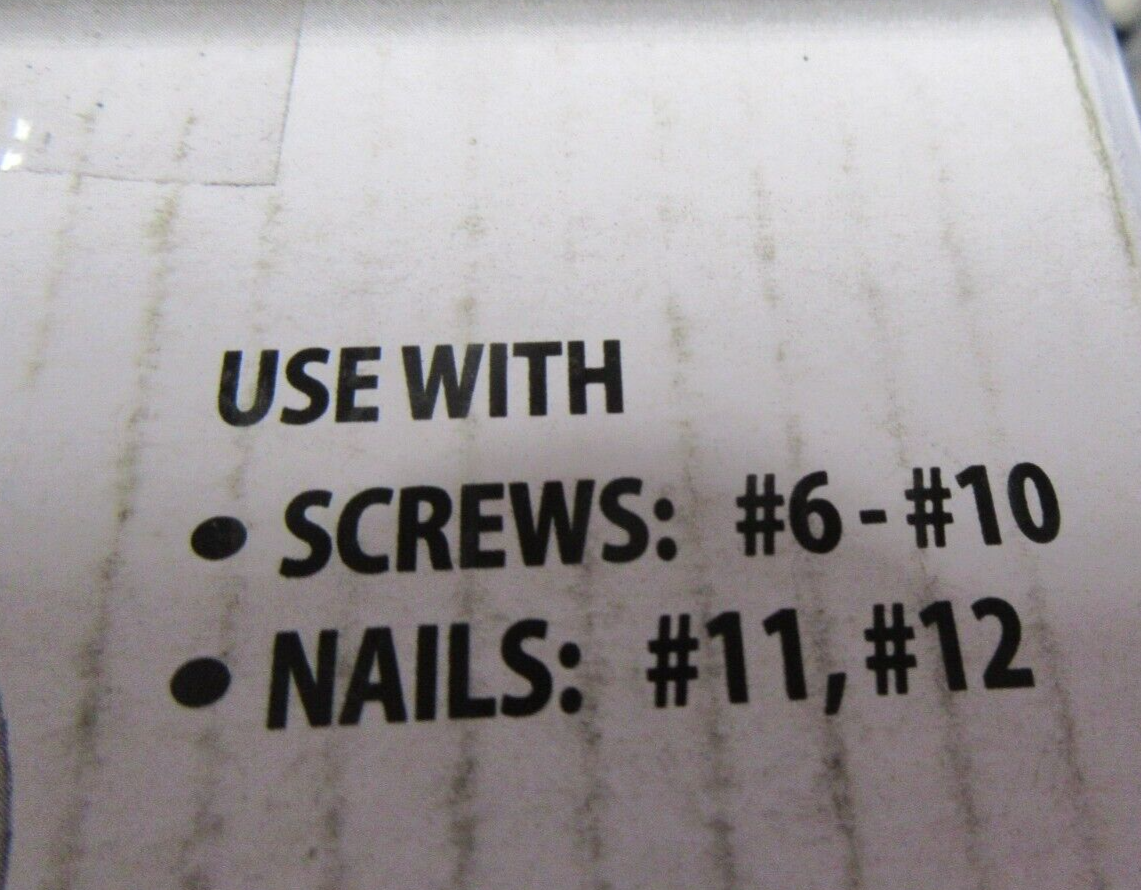 USE WITH
• SCREWS: #6 - #10
• NAILS: #11, #12